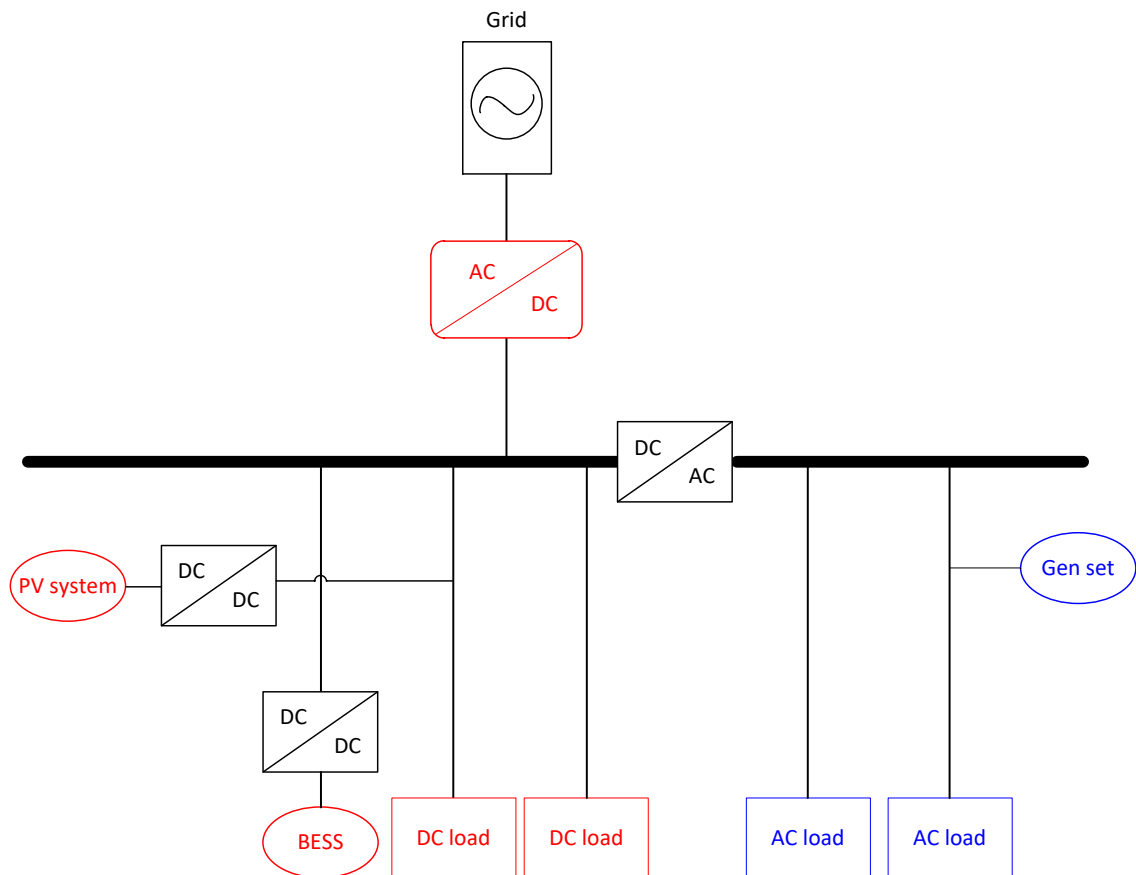 Grid
AC
DC
DC
AC
PV system
DC
DC
Gen set
DC
DC
BESS
DC load
DC load
AC load
AC load